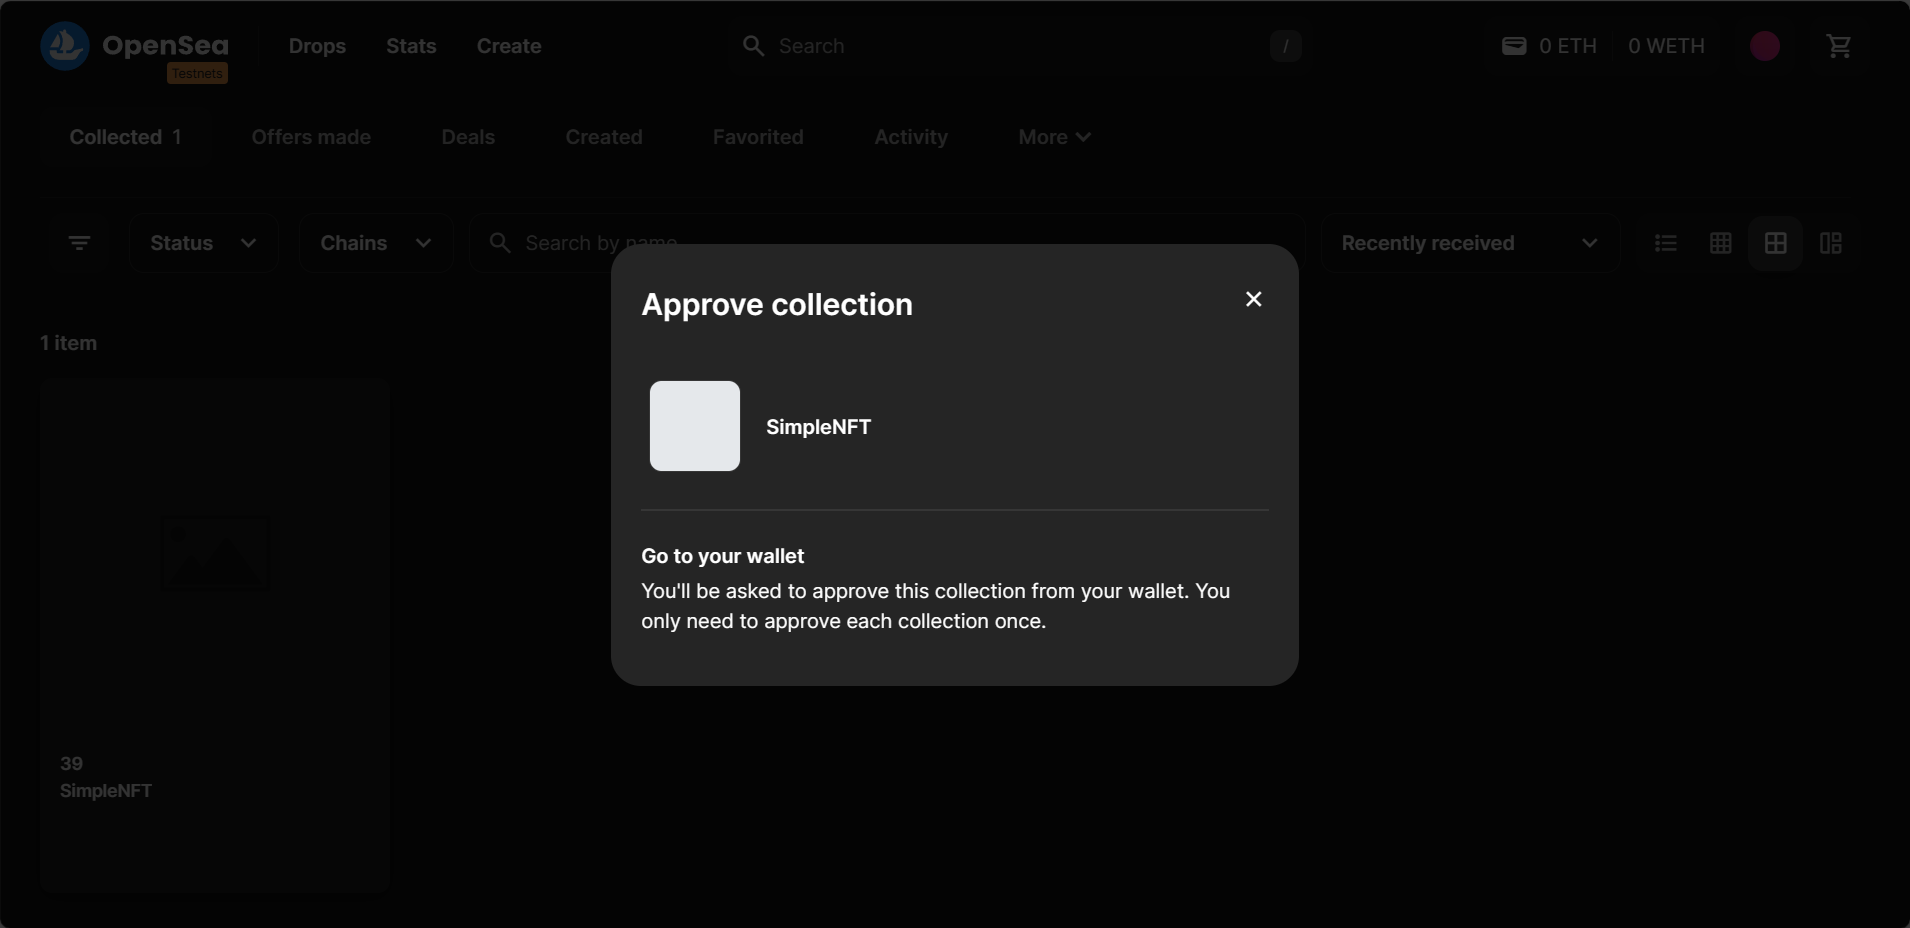 OpenSea
Testnets
Drops Stats Create
Search
/
0 ETH 0 WETH
Collected 1 Offers made Deals Created Favorited Activity More
Status Chains Search by name Recently received
1 item
Approve collection
SimpleNFT
Go to your wallet
You'll be asked to approve this collection from your wallet. You
only need to approve each collection once.
39
SimpleNFT